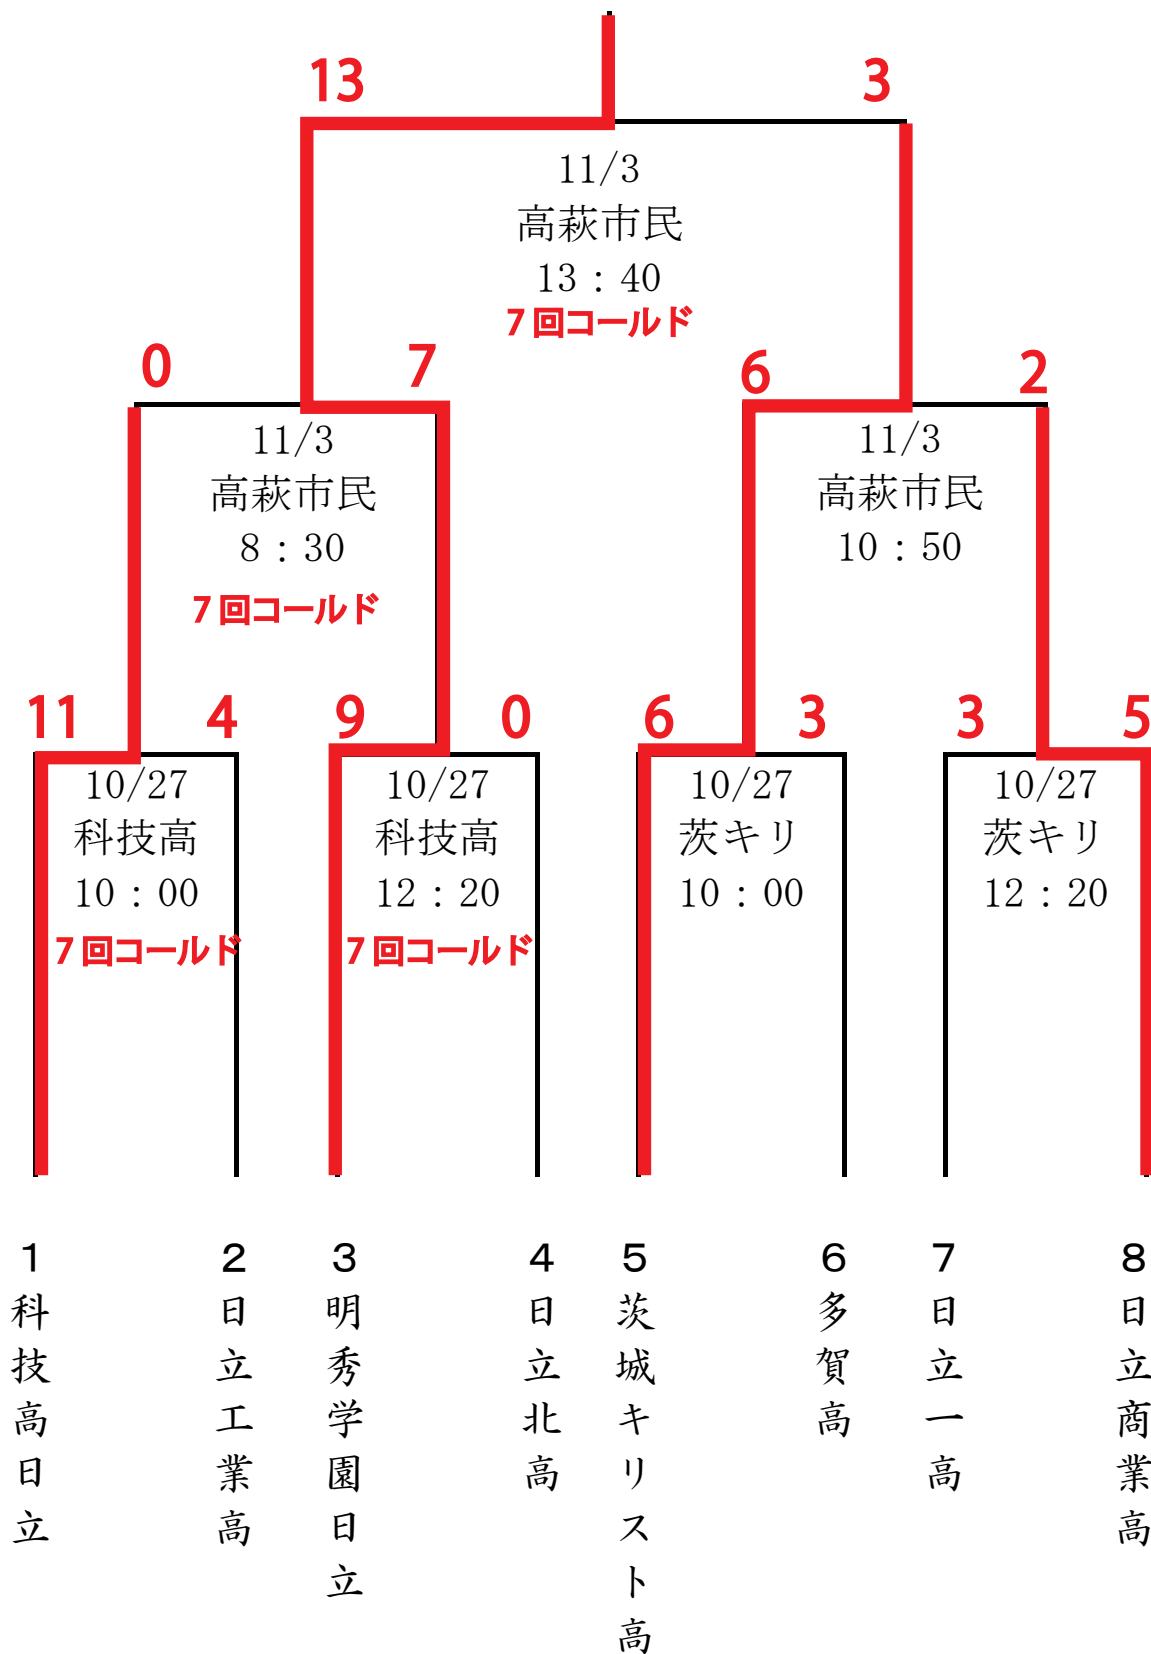 13 3
11/3
高萩市民
13：40
7回コールド
0 7 6 2
11/3
高萩市民
8：30
7回コールド
11/3
高萩市民
10：50
11 4 9 0 6 3 3 5
10/27
科技高
10：00
7回コールド
10/27
科技高
12：20
7回コールド
10/27
茨キリ
10：00
10/27
茨キリ
12：20
1
科技高日立
2
日立工業高
3
明秀学園日立
4
日立北高
5
茨城キリスト高
6
多賀高
7
日立一高
8
日立商業高